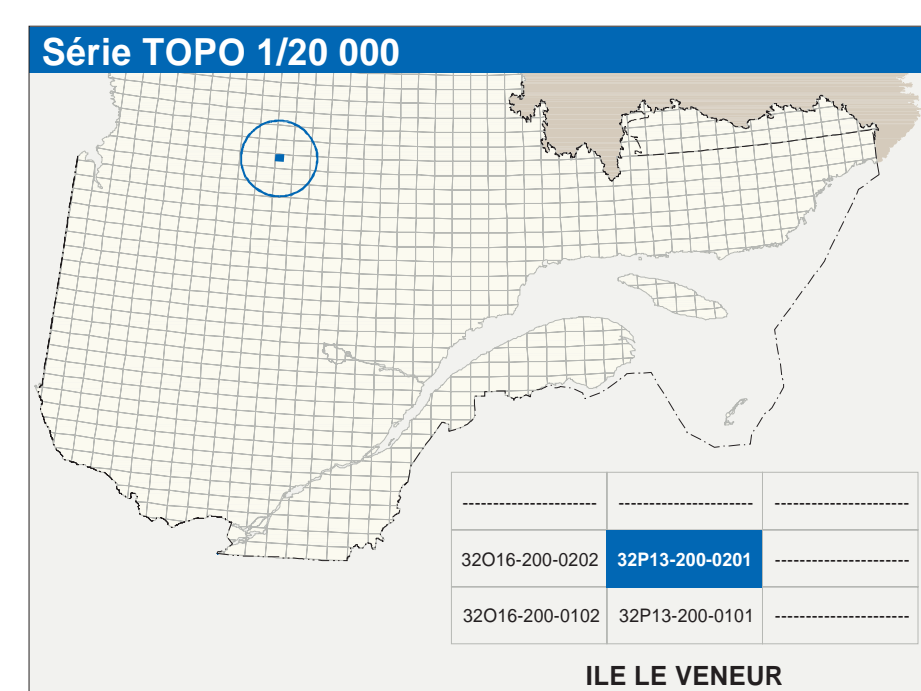 Série TOPO 1/20 000
---------------------- ---------------------- ----------------------
32O16-200-0202 32P13-200-0201 ----------------------
32O16-200-0102 32P13-200-0101 ----------------------
ILE LE VENEUR